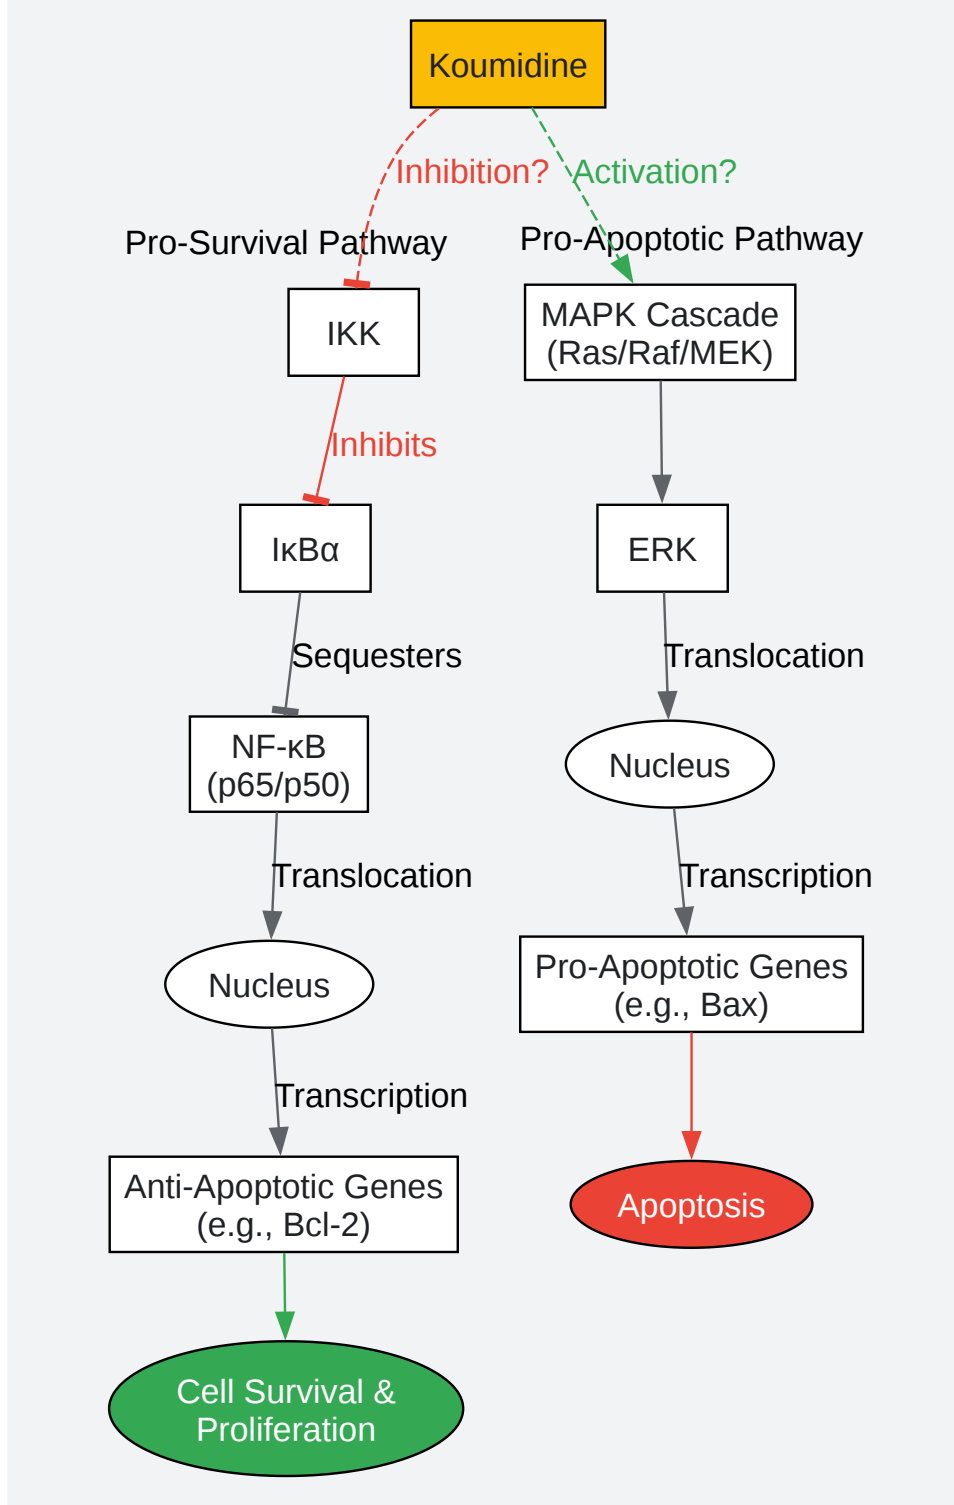 Koumidine
Inhibition?
Activation?
Pro-Survival Pathway
Pro-Apoptotic Pathway
IKK
MAPK Cascade
(Ras/Raf/MEK)
Inhibits
IκBα
ERK
Sequesters
Translocation
NF-κB
(p65/p50)
Nucleus
Translocation
Transcription
Nucleus
Pro-Apoptotic Genes
(e.g., Bax)
Transcription
Anti-Apoptotic Genes
(e.g., Bcl-2)
Apoptosis
Cell Survival &
Proliferation